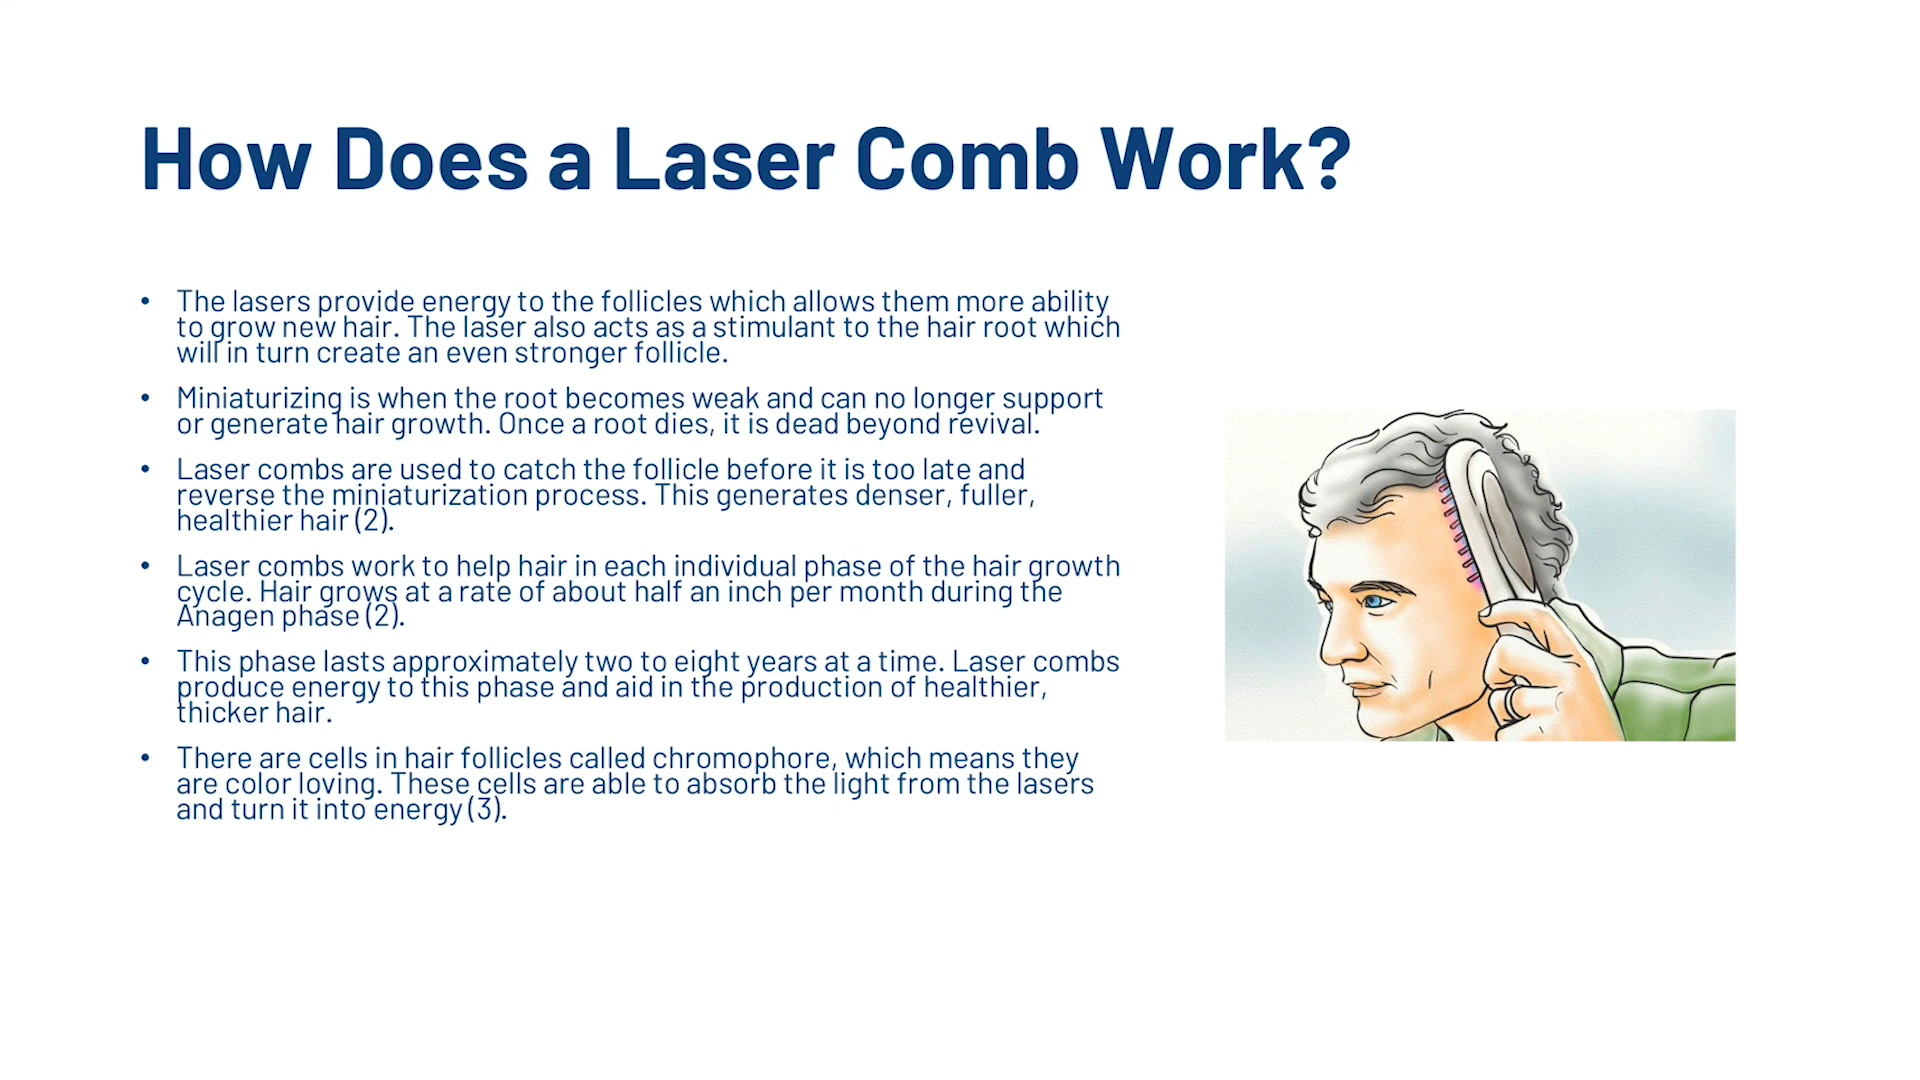 How Does a Laser Comb Work?
• The lasers provide energy to the follicles which allows them more ability
to grow new hair. The laser also acts as a stimulant to the hair root which
will in turn create an even stronger follicle.
• Miniaturizing is when the root becomes weak and can no longer support
or generate hair growth. Once a root dies, it is dead beyond revival.
• Laser combs are used to catch the follicle before it is too late and
reverse the miniaturization process. This generates denser, fuller,
healthier hair (2).
• Laser combs work to help hair in each individual phase of the hair growth
cycle. Hair grows at a rate of about half an inch per month during the
Anagen phase (2).
• This phase lasts approximately two to eight years at a time. Laser combs
produce energy to this phase and aid in the production of healthier,
thicker hair.
• There are cells in hair follicles called chromophore, which means they
are color loving. These cells are able to absorb the light from the lasers
and turn it into energy (3).